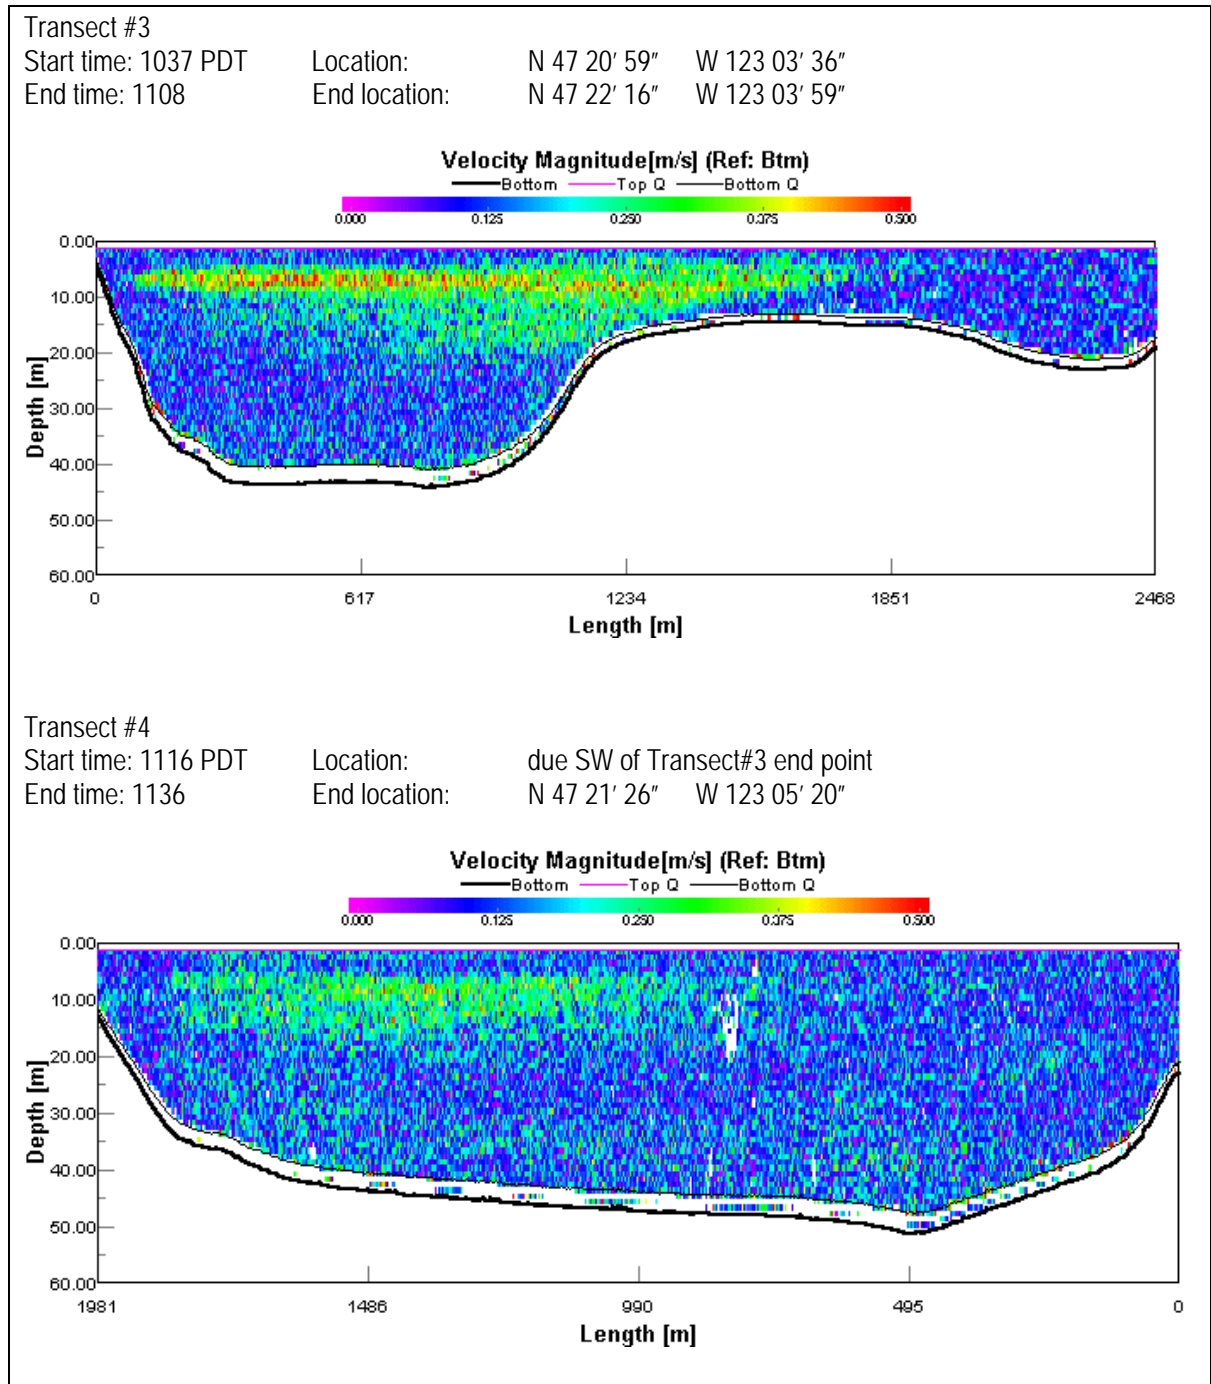 Transect #3
Start time: 1037 PDT Location: N 47 20′ 59″ W 123 03′ 36″
End time: 1108 End location: N 47 22′ 16″ W 123 03′ 59″
Velocity Magnitude[m/s] (Ref: Btm)
Bottom Top Q Bottom Q
0.000 0.125 0.250 0.375 0.500
0.00
10.00
20.00
30.00
40.00
50.00
60.00
Depth [m]
0 617 1234 1851 2468
Length [m]
Transect #4
Start time: 1116 PDT Location: due SW of Transect#3 end point
End time: 1136 End location: N 47 21′ 26″ W 123 05′ 20″
Velocity Magnitude[m/s] (Ref: Btm)
Bottom Top Q Bottom Q
0.000 0.125 0.250 0.375 0.500
0.00
10.00
20.00
30.00
40.00
50.00
60.00
Depth [m]
1981 1486 990 495 0
Length [m]